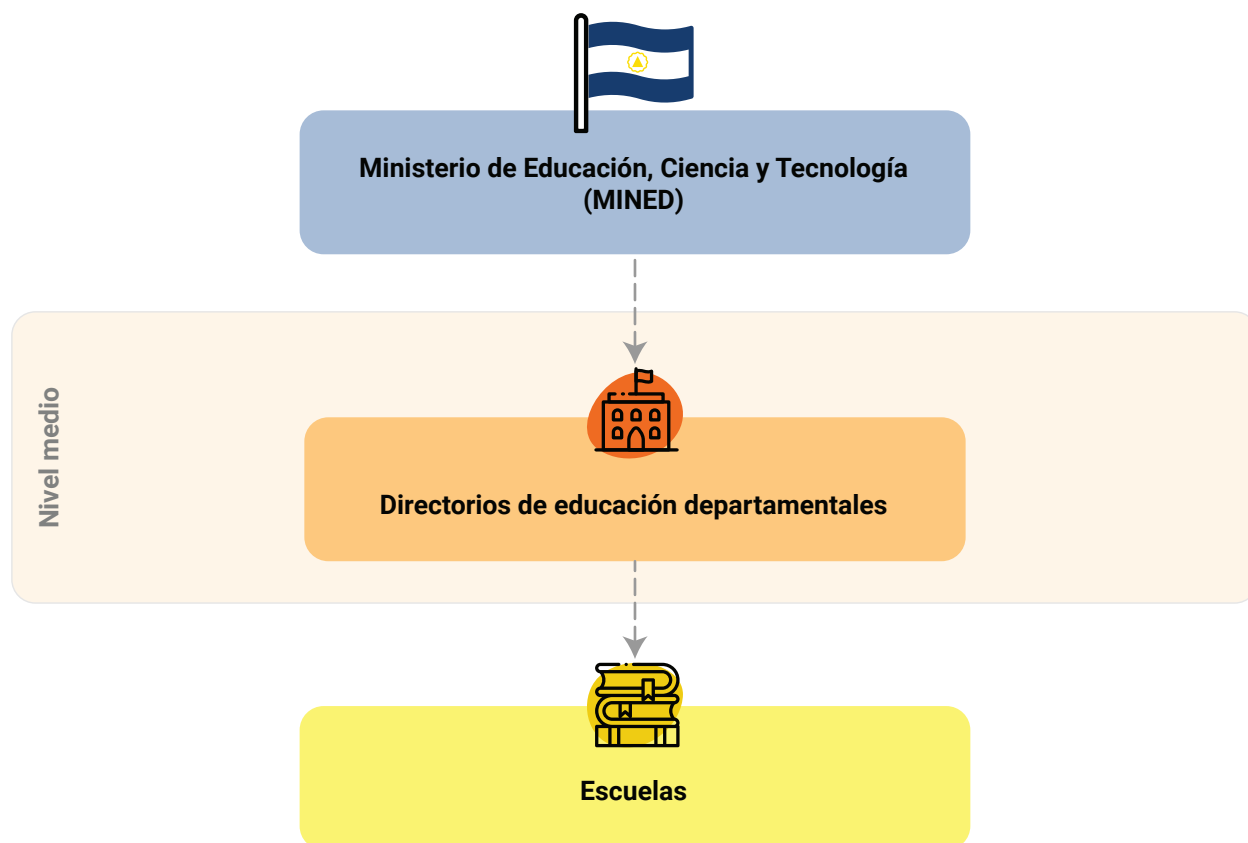 Ministerio de Educación, Ciencia y Tecnología
(MINED)
Nivel medio
Directorios de educación departamentales
Escuelas